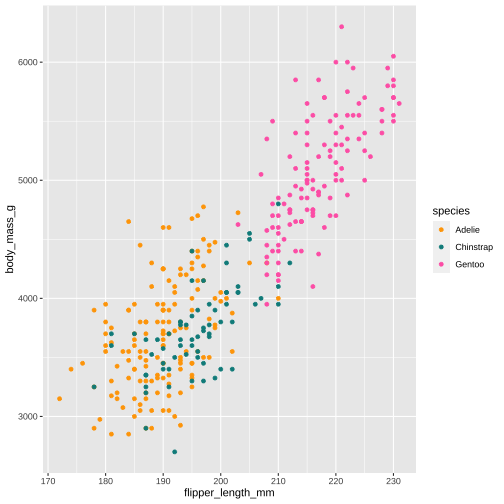 6000
5000
4000
3000
body_mass_g
170
180
190
200
210
220
230
flipper_length_mm
species
Adelie
Chinstrap
Gentoo